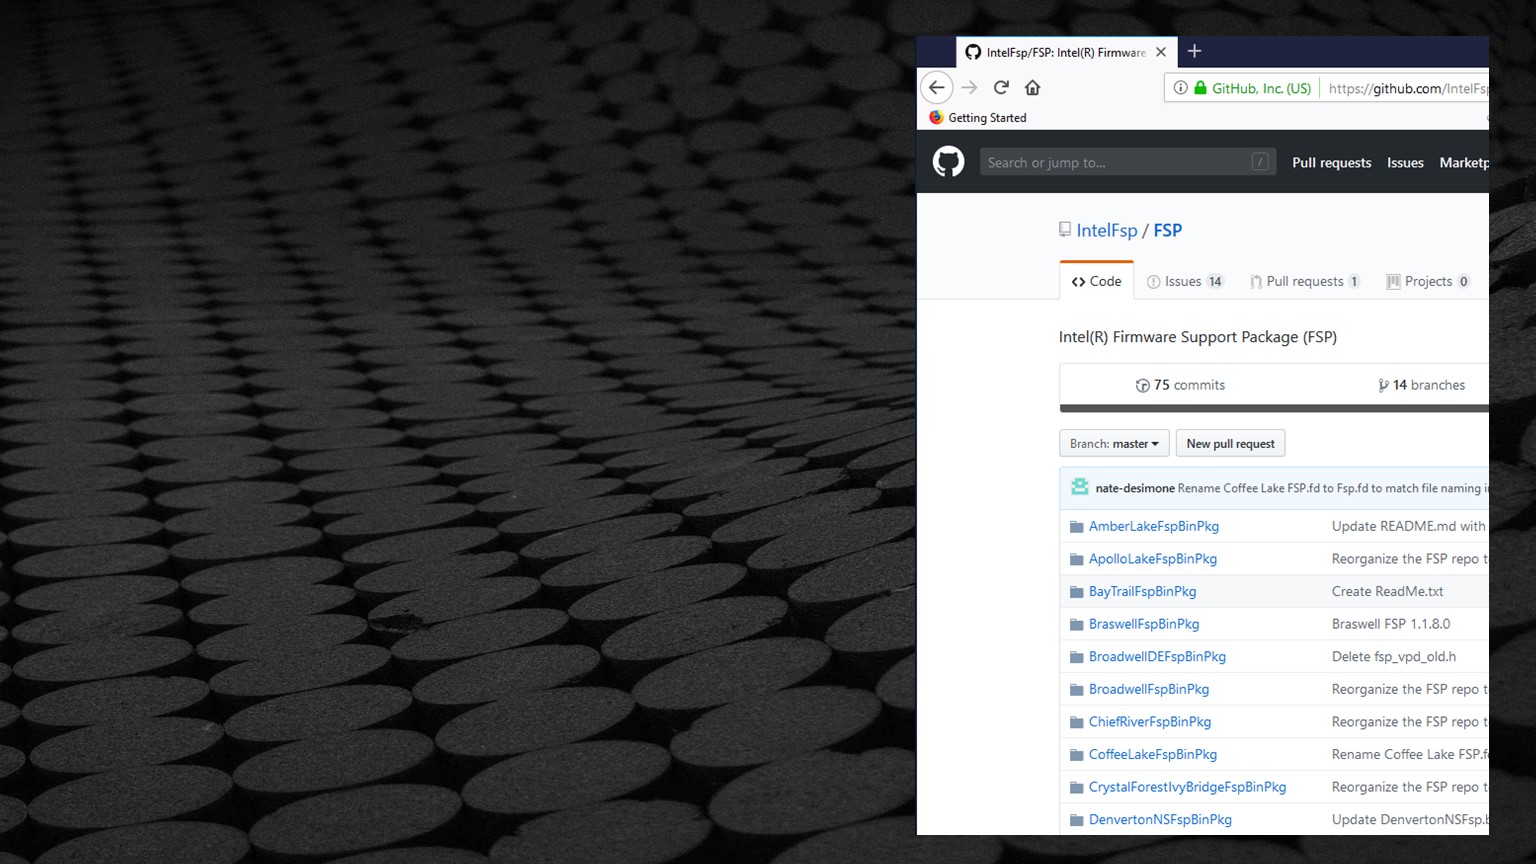 IntelFsp/FSP: Intel(R) Firmware
GitHub, Inc. (US) https://github.com/IntelFsp
Getting Started
Search or jump to... / Pull requests Issues Marketp
IntelFsp / FSP
Code Issues 14 Pull requests 1 Projects 0
Intel(R) Firmware Support Package (FSP)
75 commits 14 branches
Branch: master New pull request
nate-desimone Rename Coffee Lake FSP.fd to Fsp.fd to match file naming in
AmberLakeFspBinPkg Update README.md with
ApolloLakeFspBinPkg Reorganize the FSP repo t
BayTrailFspBinPkg Create ReadMe.txt
BraswellFspBinPkg Braswell FSP 1.1.8.0
BroadwellDEFspBinPkg Delete fsp_vpd_old.h
BroadwellFspBinPkg Reorganize the FSP repo t
ChiefRiverFspBinPkg Reorganize the FSP repo t
CoffeeLakeFspBinPkg Rename Coffee Lake FSP.f
CrystalForestIvyBridgeFspBinPkg Reorganize the FSP repo t
DenvertonNSFspBinPkg Update DenvertonNSFsp.b